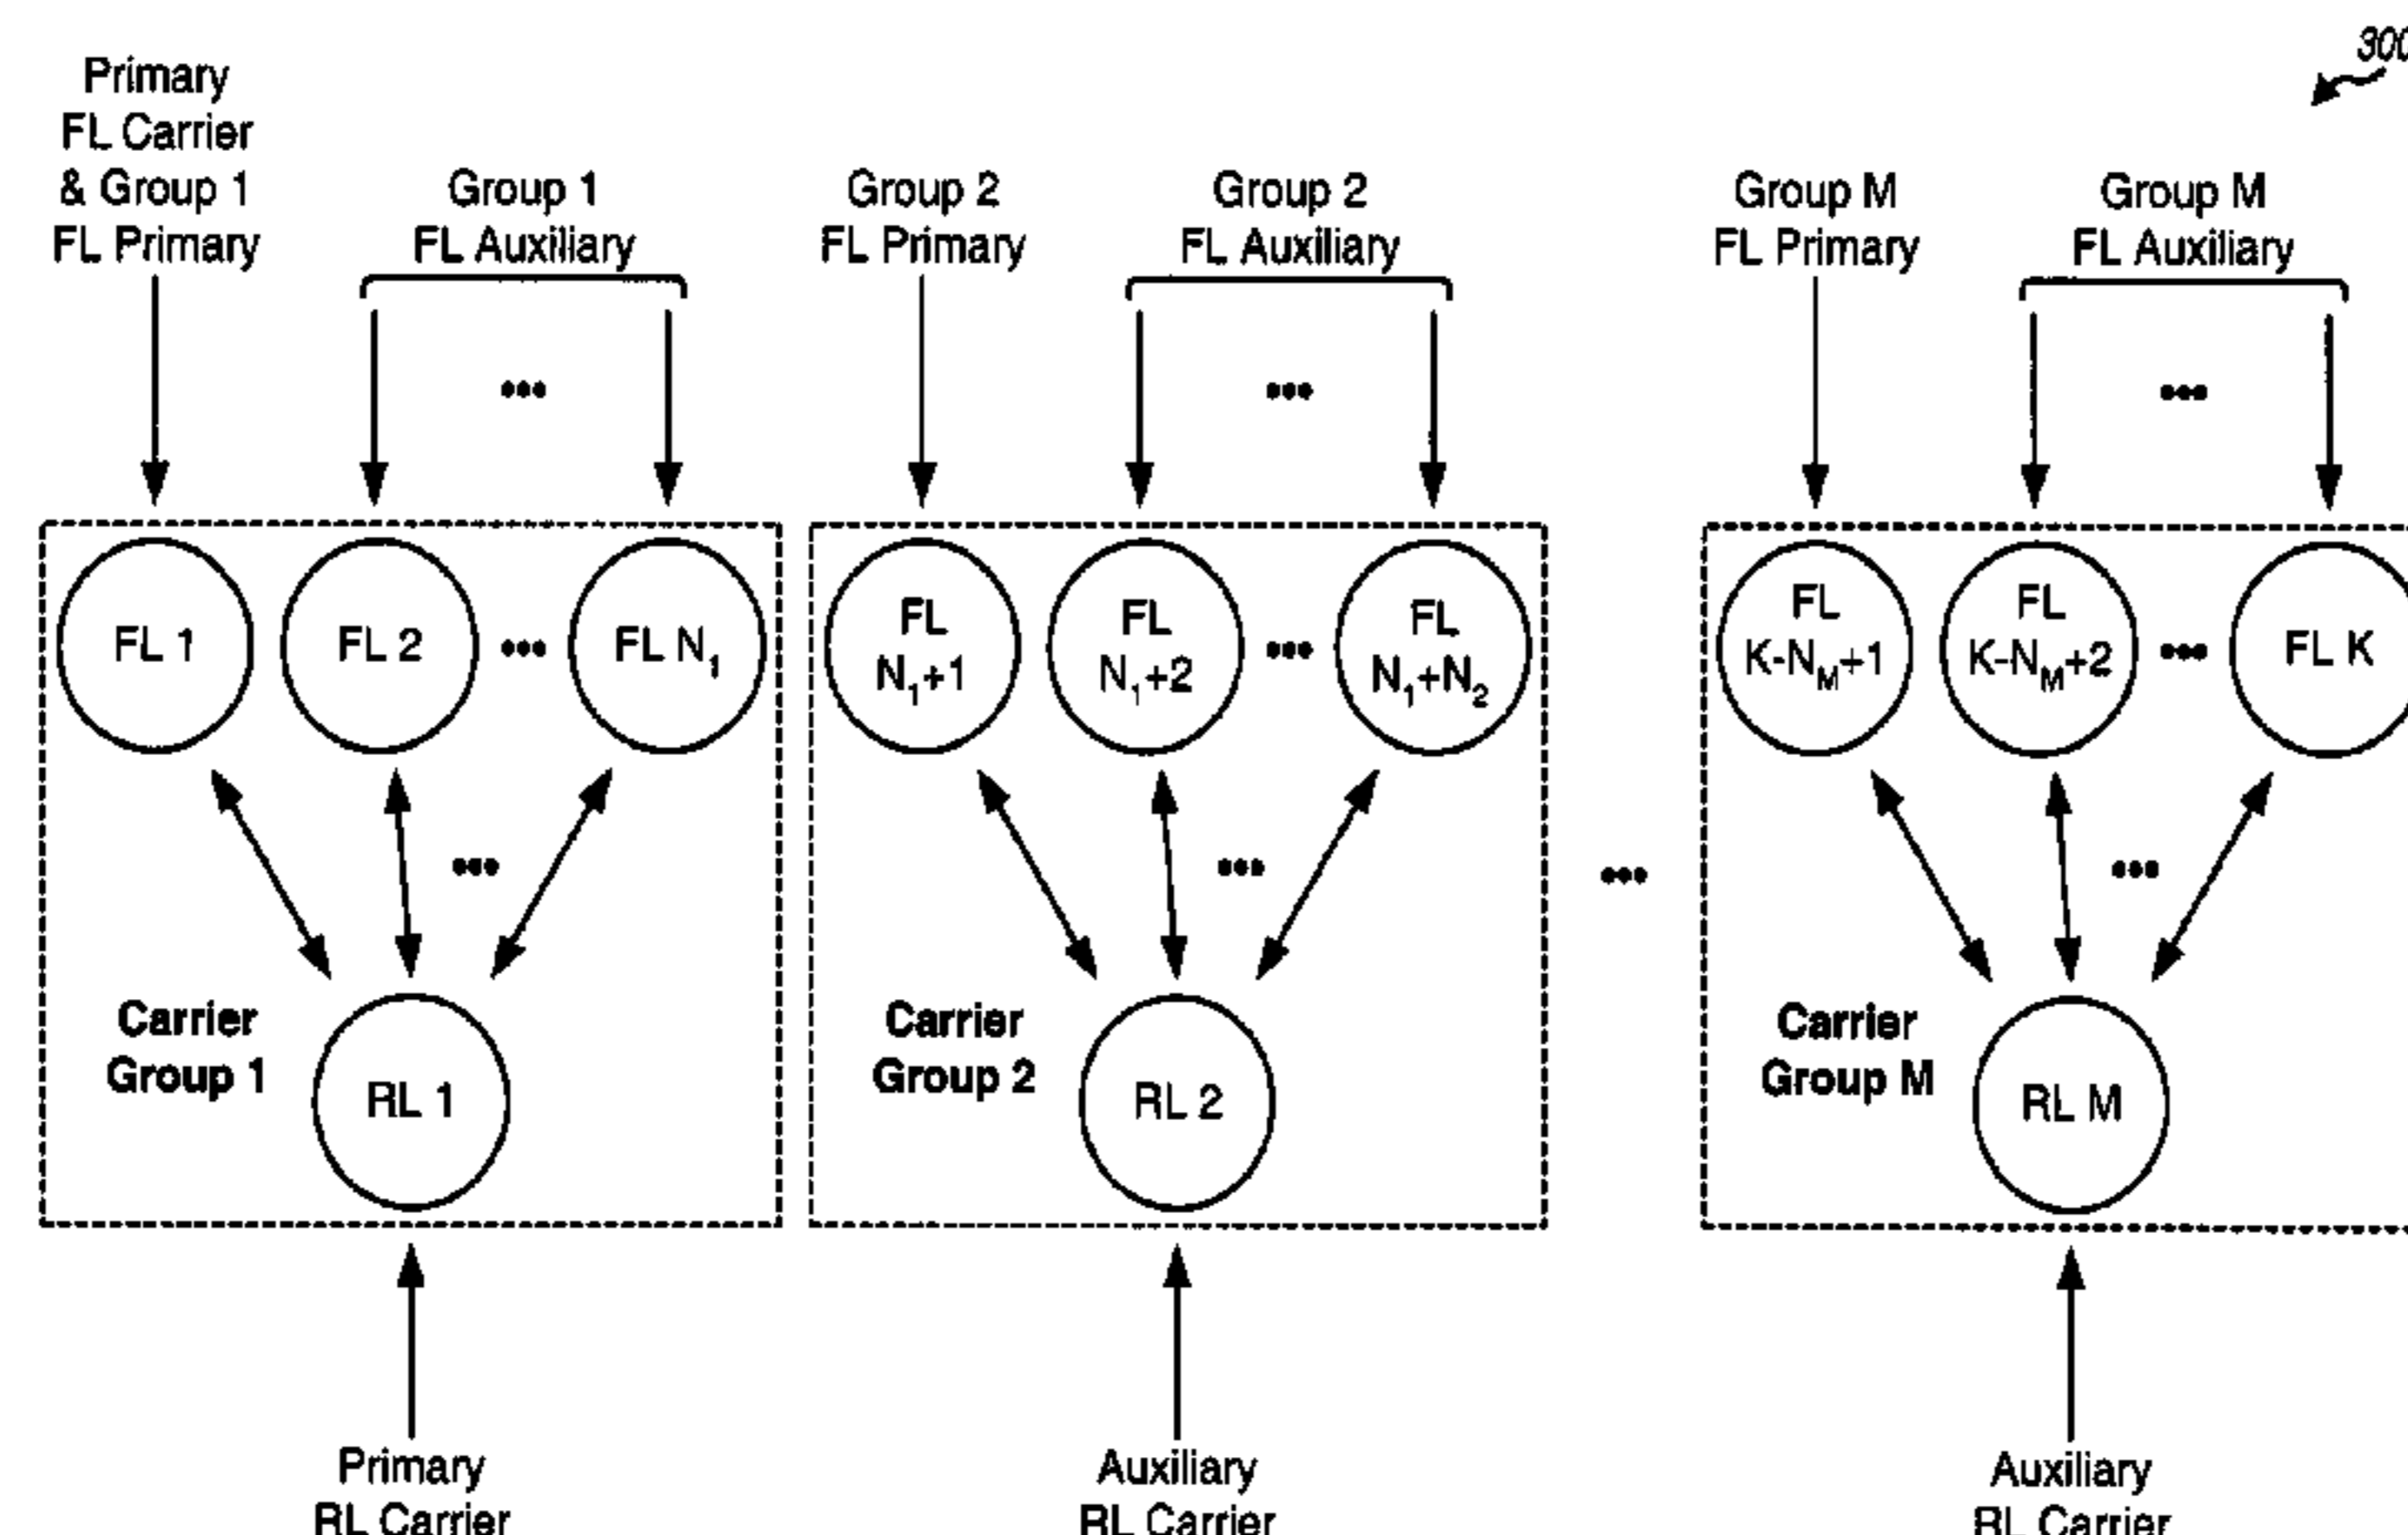 300
Primary
FL Carrier
& Group 1
FL Primary
Group 1
FL Auxiliary
Group 2
FL Primary
Group 2
FL Auxiliary
Group M
FL Primary
Group M
FL Auxiliary
•••
•••
•••
FL 1
FL 2
•••
FL N₁
FL
N₁+1
FL
N₁+2
•••
FL
N₁+N₂
FL
K-N_M+1
FL
K-N_M+2
•••
FL K
•••
•••
•••
•••
Carrier
Group 1
RL 1
Carrier
Group 2
RL 2
Carrier
Group M
RL M
Primary
RL Carrier
Auxiliary
RL Carrier
Auxiliary
RL Carrier